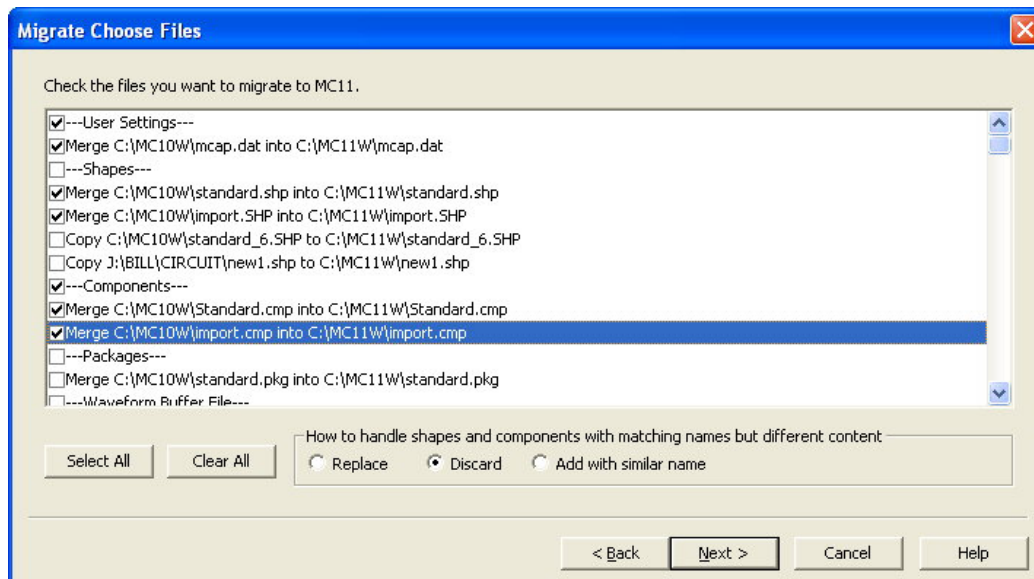 Migrate Choose Files
Check the files you want to migrate to MC11.
---User Settings---
Merge C:\MC10W\mcap.dat into C:\MC11W\mcap.dat
---Shapes---
Merge C:\MC10W\standard.shp into C:\MC11W\standard.shp
Merge C:\MC10W\import.SHP into C:\MC11W\import.SHP
Copy C:\MC10W\standard_6.SHP to C:\MC11W\standard_6.SHP
Copy J:\BILL\CIRCUIT\new1.shp to C:\MC11W\new1.shp
---Components---
Merge C:\MC10W\Standard.cmp into C:\MC11W\Standard.cmp
Merge C:\MC10W\import.cmp into C:\MC11W\import.cmp
---Packages---
Merge C:\MC10W\standard.pkg into C:\MC11W\standard.pkg
---Waveform Buffer File---
How to handle shapes and components with matching names but different content
Select All Clear All Replace Discard Add with similar name
< Back Next > Cancel Help